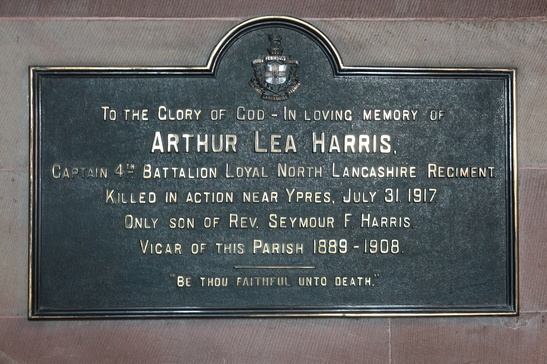 TO THE GLORY OF GOD - IN LOVING MEMORY OF
ARTHUR LEA HARRIS,
CAPTAIN 4TH BATTALION LOYAL NORTH LANCASHIRE REGIMENT
KILLED IN ACTION NEAR YPRES, JULY 31 1917
ONLY SON OF REV. SEYMOUR F. HARRIS
VICAR OF THIS PARISH 1889-1908.
"BE THOU FAITHFUL UNTO DEATH."